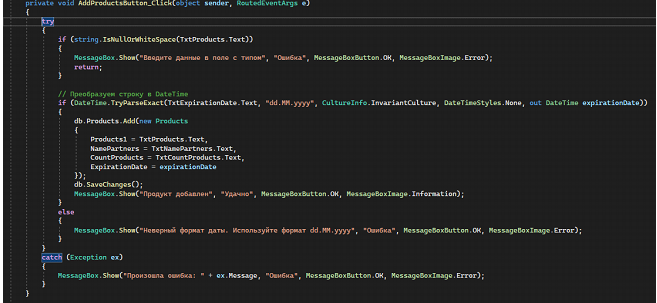 private void AddProductsButton_Click(object sender, RoutedEventArgs e)
{
try
{
if (string.IsNullOrWhiteSpace(TxtProducts.Text))
{
MessageBox.Show("Введите данные в поле с типом", "Ошибка", MessageBoxButton.OK, MessageBoxImage.Error);
return;
}
// Преобразуем строку в DateTime
if (DateTime.TryParseExact(TxtExpirationDate.Text, "dd.MM.yyyy", CultureInfo.InvariantCulture, DateTimeStyles.None, out DateTime expirationDate))
{
db.Products.Add(new Products
{
Products1 = TxtProducts.Text,
NamePartners = TxtNamePartners.Text,
CountProducts = TxtCountProducts.Text,
ExpirationDate = expirationDate
});
db.SaveChanges();
MessageBox.Show("Продукт добавлен", "Удачно", MessageBoxButton.OK, MessageBoxImage.Information);
}
else
{
MessageBox.Show("Неверный формат даты. Используйте формат dd.MM.yyyy", "Ошибка", MessageBoxButton.OK, MessageBoxImage.Error);
}
}
catch (Exception ex)
{
MessageBox.Show("Произошла ошибка: " + ex.Message, "Ошибка", MessageBoxButton.OK, MessageBoxImage.Error);
}
}